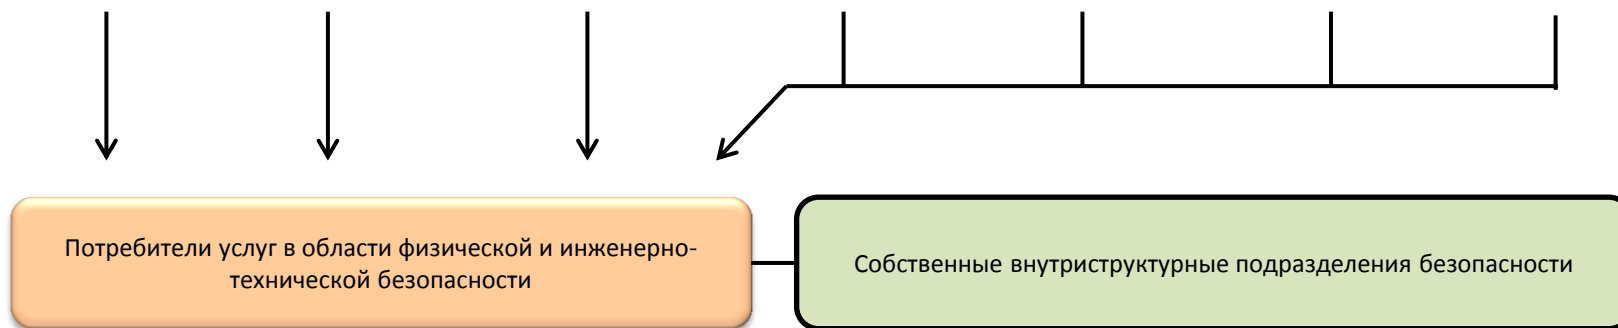 Потребители услуг в области физической и инженерно-
технической безопасности
Собственные внутриструктурные подразделения безопасности